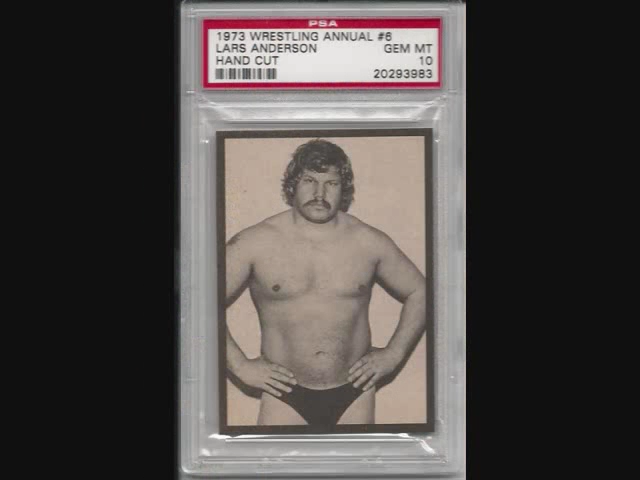 PSA
1973 WRESTLING ANNUAL #6
LARS ANDERSON GEM MT
HAND CUT 10
20293983